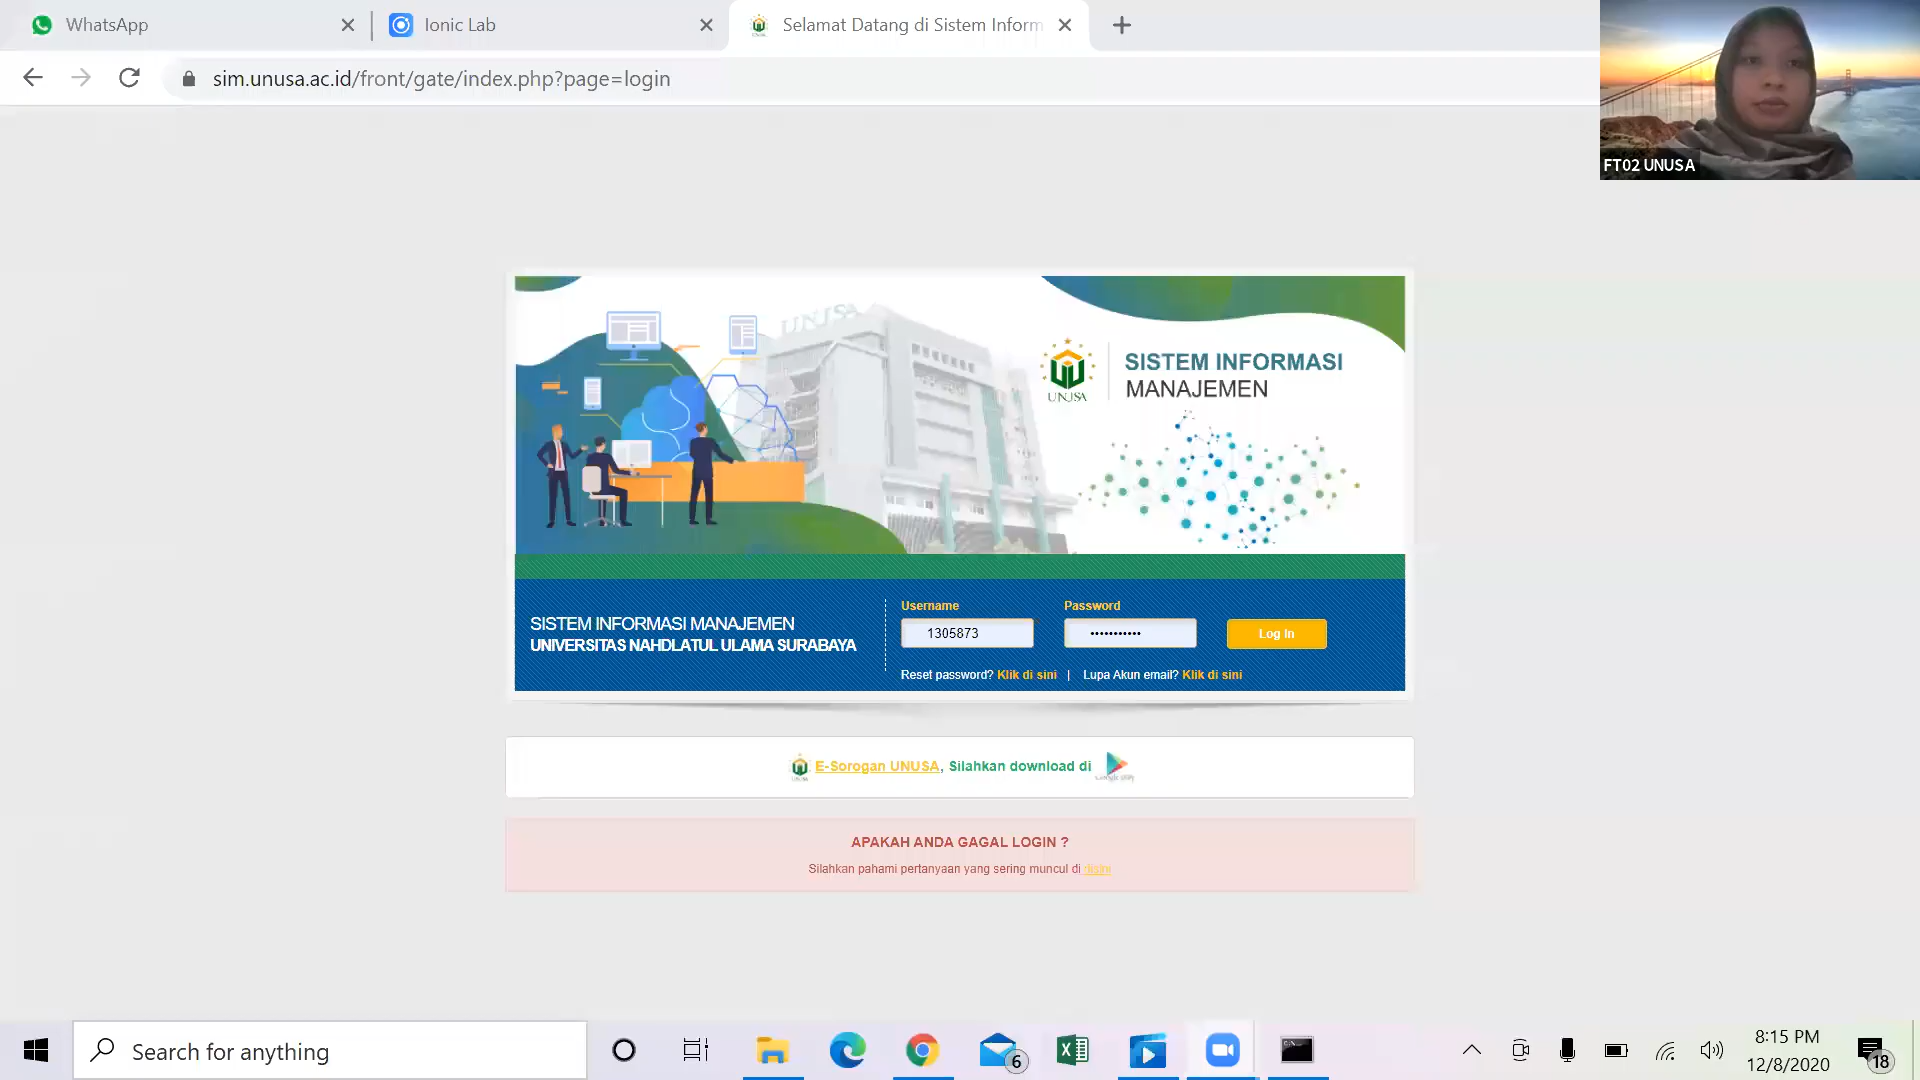 WhatsApp
Ionic Lab
Selamat Datang di Sistem Inform
sim.unusa.ac.id/front/gate/index.php?page=login
FT02 UNUSA
UNUSA
UNUSA
SISTEM INFORMASI
MANAJEMEN
SISTEM INFORMASI MANAJEMEN
UNIVERSITAS NAHDLATUL ULAMA SURABAYA
Username
Password
1305873
•••••••••••
Log In
Reset password? Klik di sini | Lupa Akun email? Klik di sini
E-Sorogan UNUSA, Silahkan download di
APAKAH ANDA GAGAL LOGIN ?
Silahkan pahami pertanyaan yang sering muncul di disini
Search for anything
6
8:15 PM
12/8/2020
18